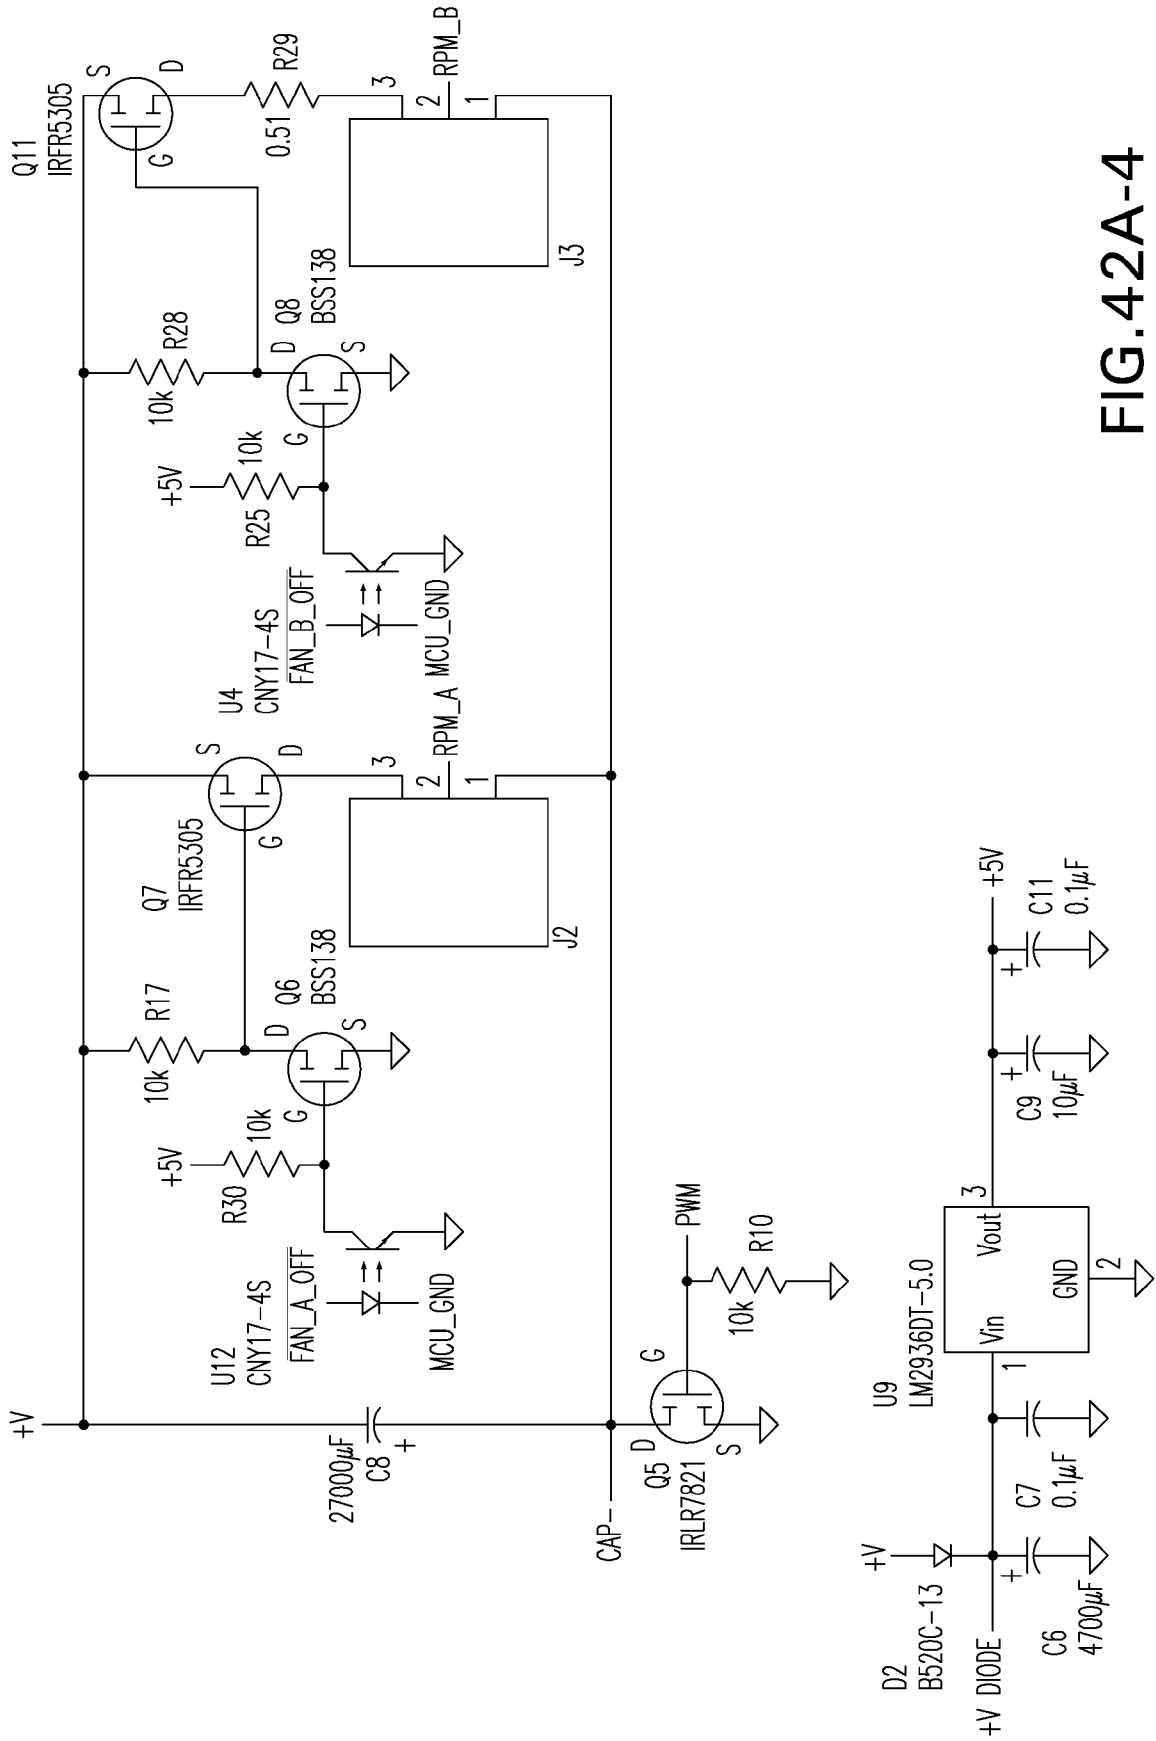 +V
27000µF
C8
+
CAP-
U12
CNY17-4S
FAN_A_OFF
MCU_GND
+5V
R30
10k
10k
R17
Q6
BSS138
D
G
S
Q7
IRFR5305
S
G
D
3
2
RPM_A
1
J2
U4
CNY17-4S
FAN_B_OFF
MCU_GND
+5V
R25
10k
10k
R28
Q8
BSS138
D
G
S
Q11
IRFR5305
S
G
D
0.51
R29
3
2
RPM_B
1
J3
Q5
IRLR7821
D
G
S
PWM
10k
R10
D2
B520C-13
+V
+V DIODE
+
C6
4700µF
C7
0.1µF
U9
LM2936DT-5.0
1
Vin
Vout
3
GND
2
+
C9
10µF
+
C11
0.1µF
+5V
FIG.42A-4